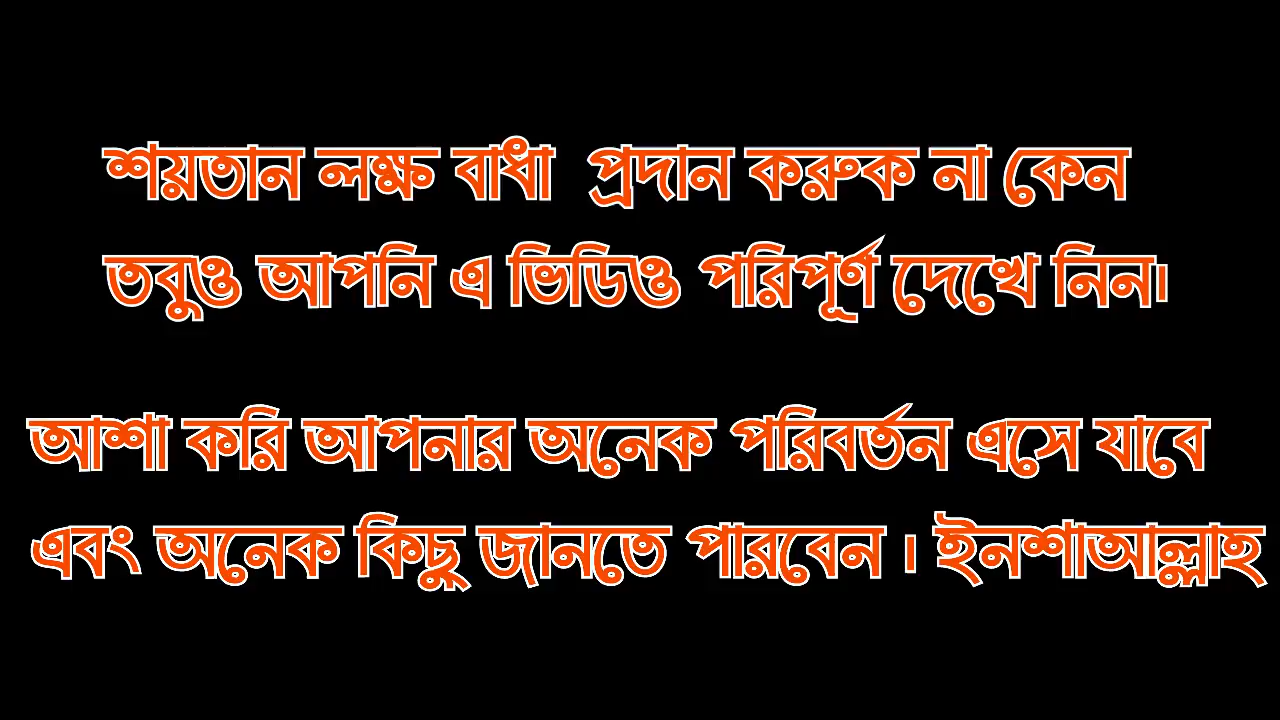 শয়তান লক্ষ বাধা প্রদান করুক না কেন
তবুও আপনি এ ভিডিও পরিপূর্ণ দেখে নিন।
আশা করি আপনার অনেক পরিবর্তন এসে যাবে
এবং অনেক কিছু জানতে পারবেন । ইনশাআল্লাহ